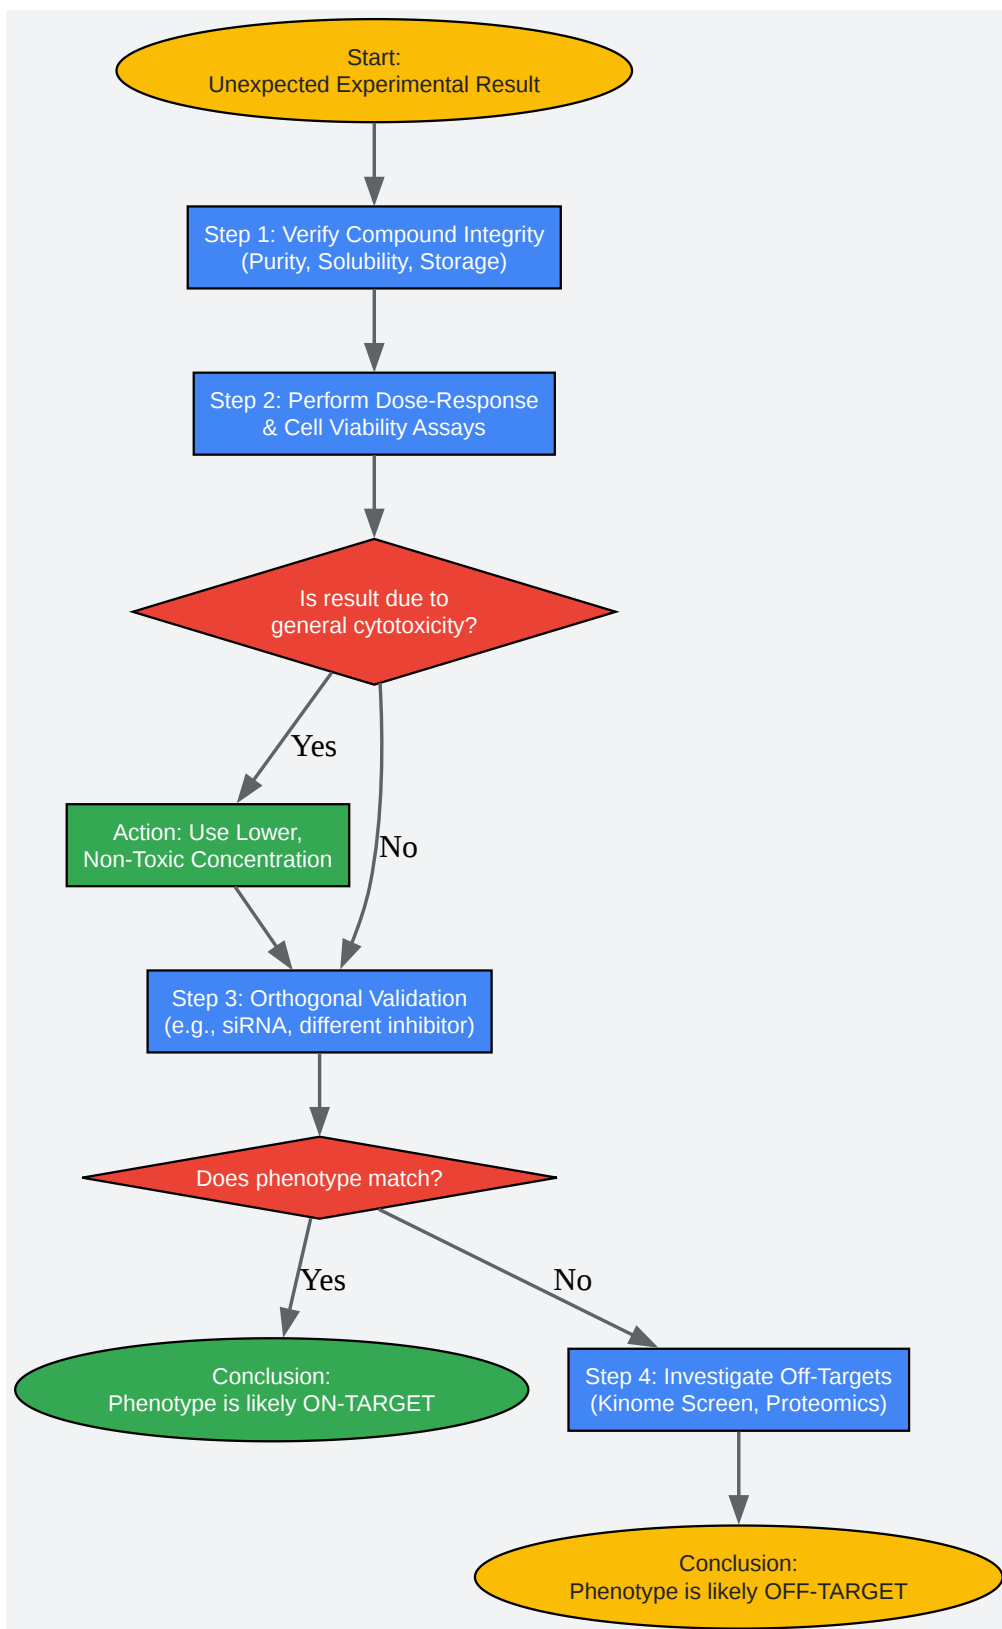 Start:
Unexpected Experimental Result
Step 1: Verify Compound Integrity
(Purity, Solubility, Storage)
Step 2: Perform Dose-Response
& Cell Viability Assays
Is result due to
general cytotoxicity?
Yes
Action: Use Lower,
Non-Toxic Concentration
No
Step 3: Orthogonal Validation
(e.g., siRNA, different inhibitor)
Does phenotype match?
Yes
No
Conclusion:
Phenotype is likely ON-TARGET
Step 4: Investigate Off-Targets
(Kinome Screen, Proteomics)
Conclusion:
Phenotype is likely OFF-TARGET